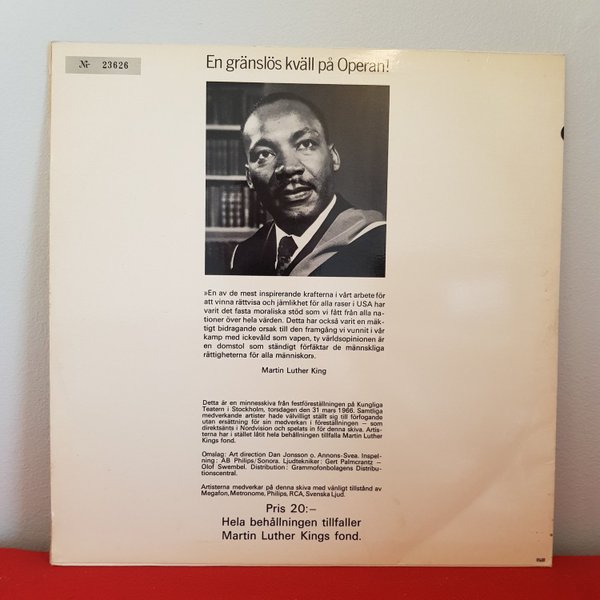 Nr 23626
En gränslös kväll på Operan!
»En av de mest inspirerande krafterna i vårt arbete för
att vinna rättvisa och jämlikhet för alla raser i USA har
varit det fasta moraliska stöd som vi fått från alla na-
tioner över hela värden. Detta har också varit en mäk-
tigt bidragande orsak till den framgång vi vunnit i vår
kamp med ickevåld som vapen, ty världsopinionen är
en domstol som ständigt förfäktar de männskliga
rättigheterna för alla människor».
Martin Luther King
Detta är en minnesskiva från festföreställningen på Kungliga
Teatern i Stockholm, torsdagen den 31 mars 1966. Samtliga
medverkande artister hade välvilligt ställt sig till förfogande
utan ersättning för sin medverkan i föreställningen – som
direktsänts i Nordvision och spelats in för denna skiva. Artis-
terna har i stället låtit hela behållningen tillfalla Martin Luther
Kings fond.
Omslag: Art direction Dan Jonsson o. Annons-Svea. Inspel-
ning: AB Philips/Sonora. Ljudtekniker: Gert Palmcrantz –
Olof Swembel. Distribution: Grammofonbolagens Distribu-
tionscentral.
Artisterna medverkar på denna skiva med vänligt tillstånd av
Megafon, Metronome, Philips, RCA, Svenska Ljud.
Pris 20:–
Hela behållningen tillfaller
Martin Luther Kings fond.